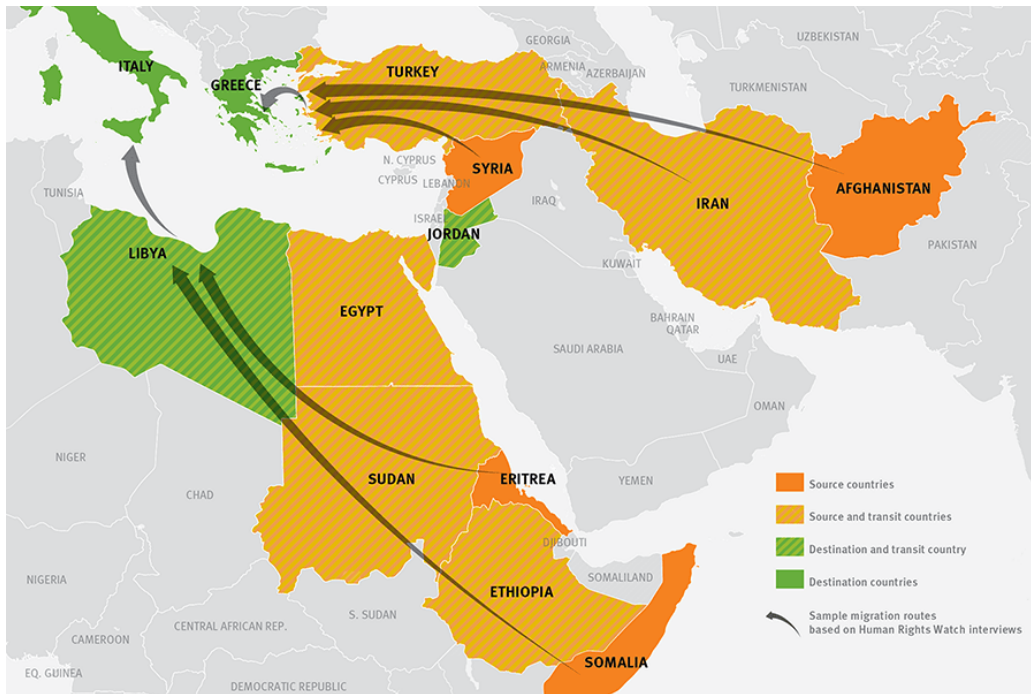 GEORGIA
UZBEKISTAN
ITALY
TURKEY
ARMENIA
AZERBAIJAN
GREECE
TURKMENISTAN
N. CYPRUS
CYPRUS
SYRIA
LEBANON
AFGHANISTAN
TUNISIA
IRAQ
IRAN
ISRAEL
JORDAN
PAKISTAN
LIBYA
KUWAIT
EGYPT
BAHRAIN
QATAR
SAUDI ARABIA
UAE
OMAN
NIGER
SUDAN
ERITREA
YEMEN
CHAD
Source countries
Source and transit countries
DJIBOUTI
Destination and transit country
NIGERIA
SOMALILAND
Destination countries
ETHIOPIA
S. SUDAN
Sample migration routes
based on Human Rights Watch interviews
CENTRAL AFRICAN REP.
CAMEROON
SOMALIA
EQ. GUINEA
DEMOCRATIC REPUBLIC